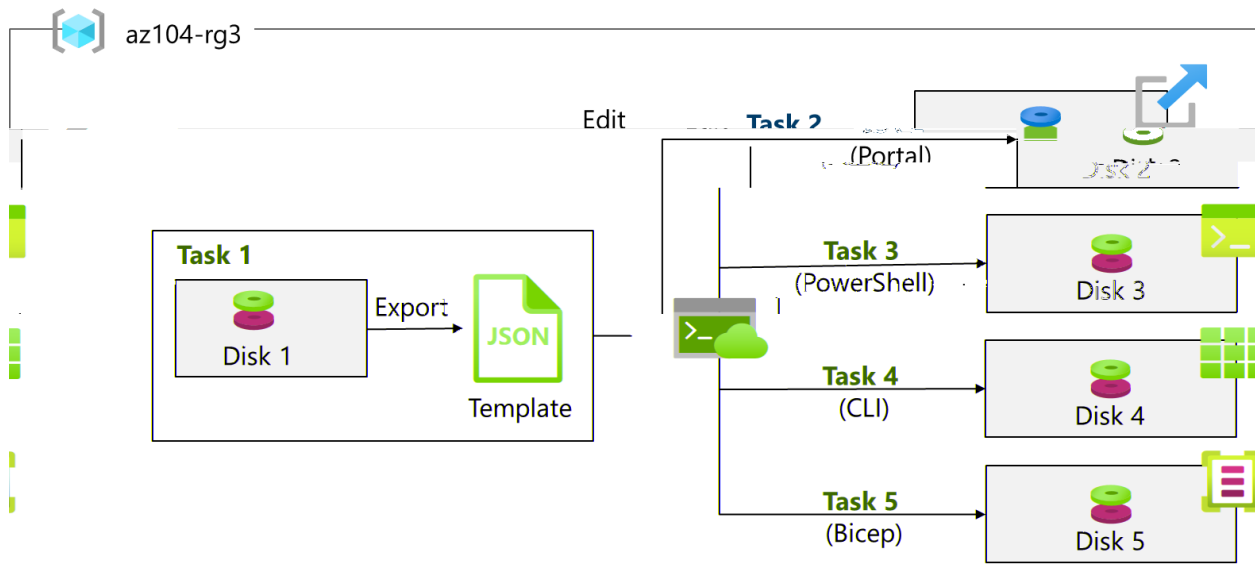 az104-rg3
Edit
Task 2
(Portal)
Task 1
Disk 1
Export
JSON
Template
Task 3
(PowerShell)
Disk 3
Task 4
(CLI)
Disk 4
Task 5
(Bicep)
Disk 5